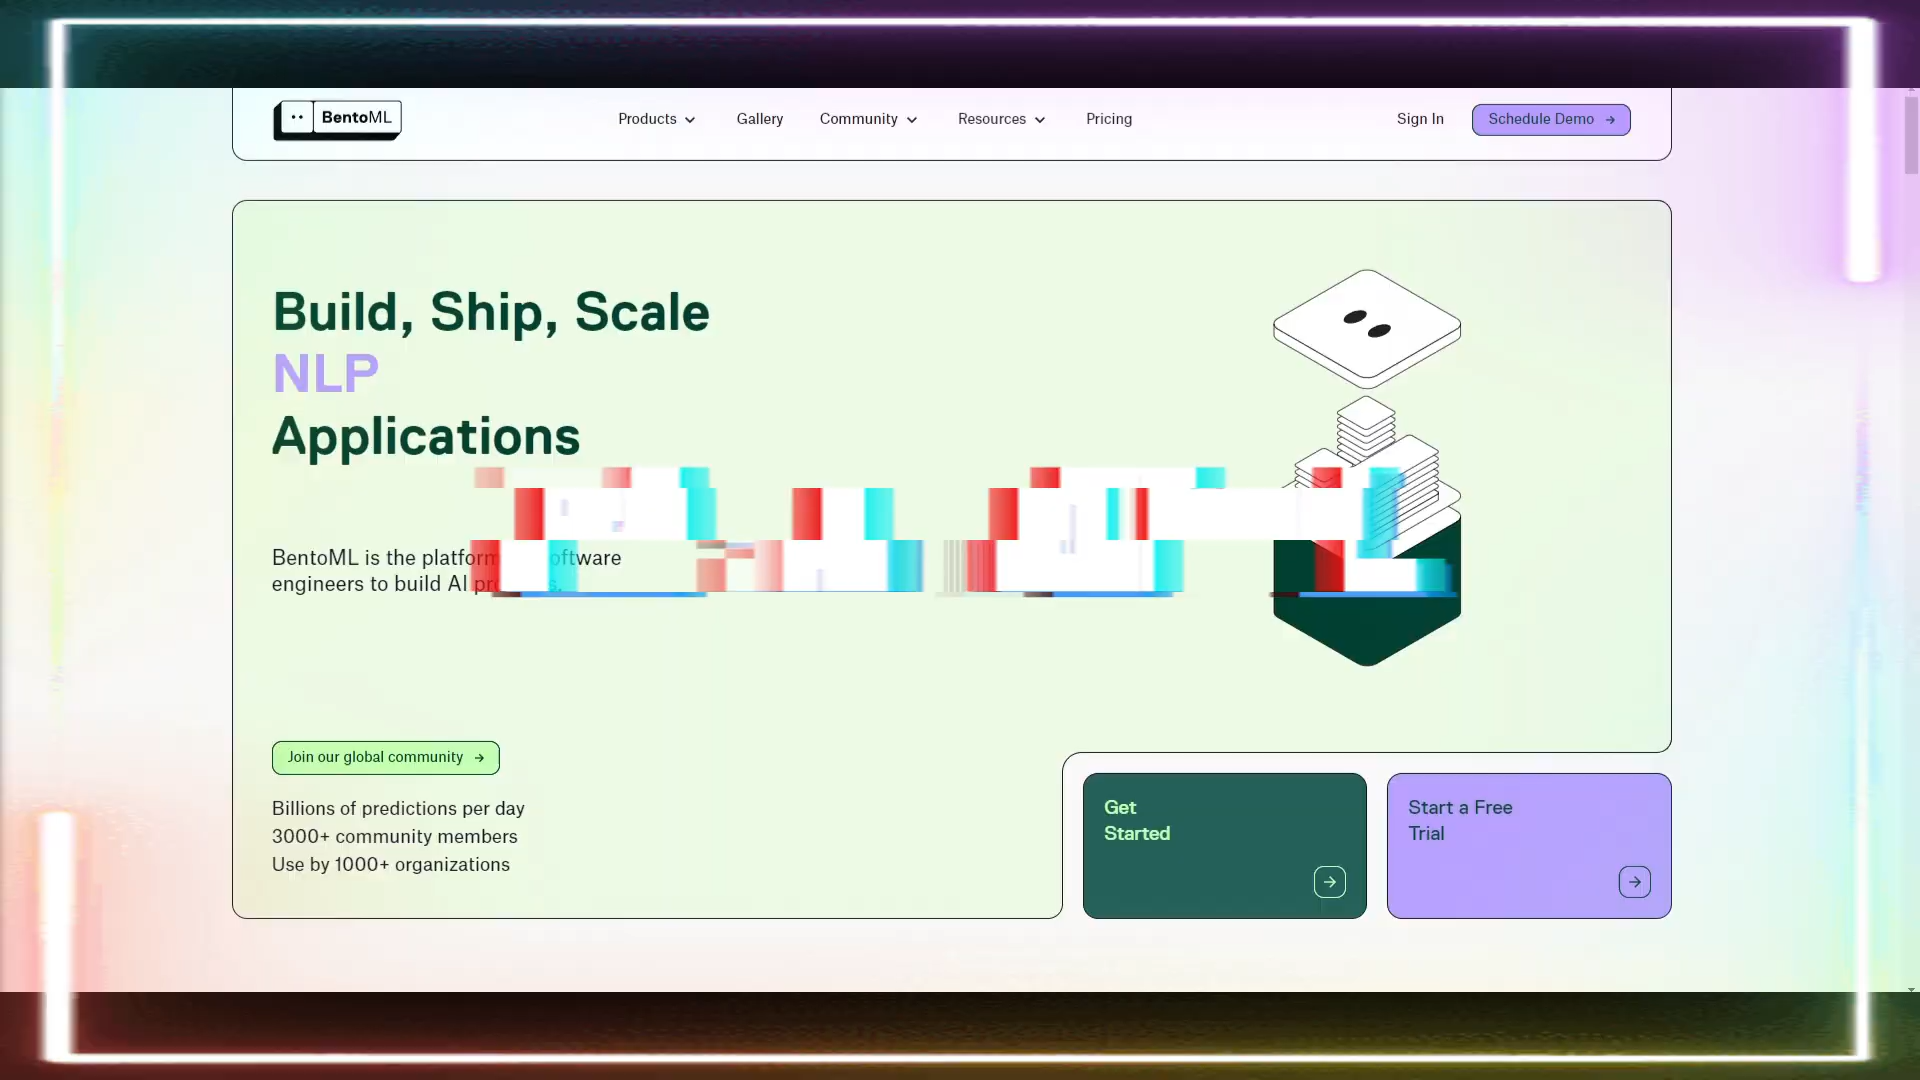 BentoML
Products
Gallery
Community
Resources
Pricing
Sign In
Schedule Demo
Build, Ship, Scale
NLP
Applications
BentoML is the platform software
engineers to build AI
Join our global community
Billions of predictions per day
3000+ community members
Use by 1000+ organizations
Get
Started
Start a Free
Trial